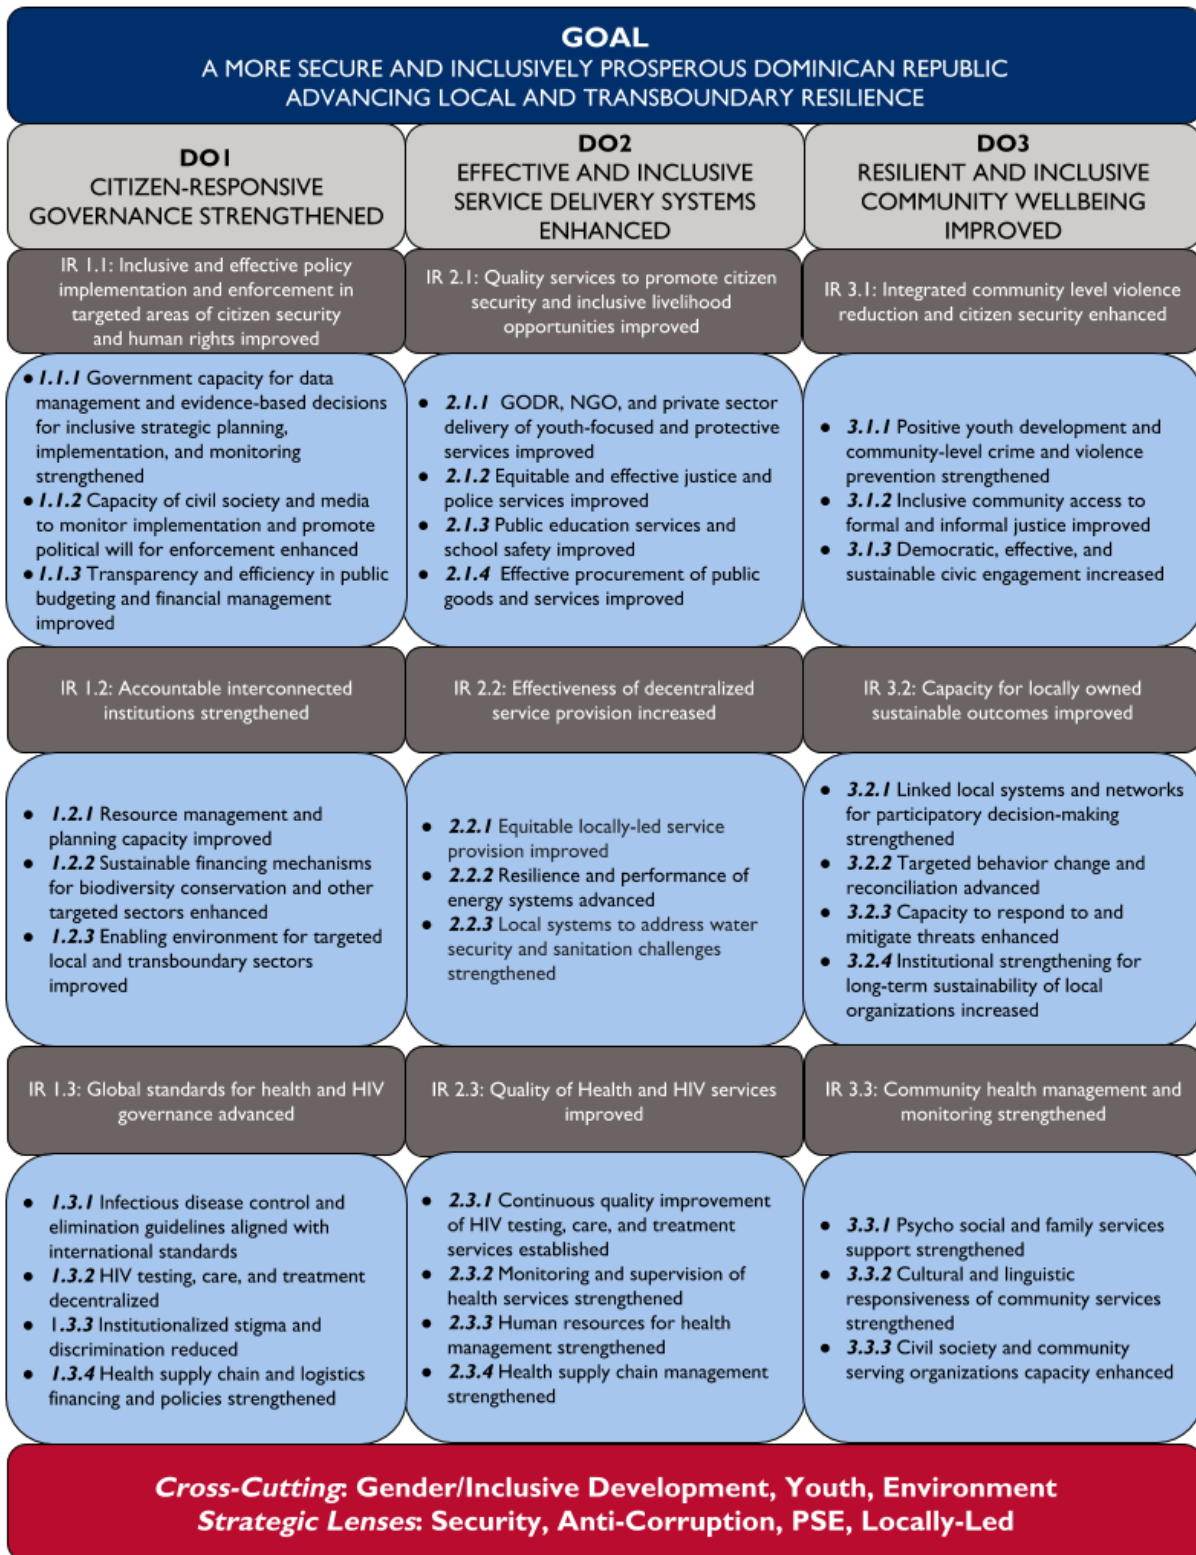 GOAL
A MORE SECURE AND INCLUSIVELY PROSPEROUS DOMINICAN REPUBLIC
ADVANCING LOCAL AND TRANSBOUNDARY RESILIENCE
DO1
CITIZEN-RESPONSIVE
GOVERNANCE STRENGTHENED
DO2
EFFECTIVE AND INCLUSIVE
SERVICE DELIVERY SYSTEMS
ENHANCED
DO3
RESILIENT AND INCLUSIVE
COMMUNITY WELLBEING
IMPROVED
IR 1.1: Inclusive and effective policy
implementation and enforcement in
targeted areas of citizen security
and human rights improved
IR 2.1: Quality services to promote citizen
security and inclusive livelihood
opportunities improved
IR 3.1: Integrated community level violence
reduction and citizen security enhanced
● 1.1.1 Government capacity for data
management and evidence-based decisions
for inclusive strategic planning,
implementation, and monitoring
strengthened
● 1.1.2 Capacity of civil society and media
to monitor implementation and promote
political will for enforcement enhanced
● 1.1.3 Transparency and efficiency in public
budgeting and financial management
improved
● 2.1.1 GODR, NGO, and private sector
delivery of youth-focused and protective
services improved
● 2.1.2 Equitable and effective justice and
police services improved
● 2.1.3 Public education services and
school safety improved
● 2.1.4 Effective procurement of public
goods and services improved
● 3.1.1 Positive youth development and
community-level crime and violence
prevention strengthened
● 3.1.2 Inclusive community access to
formal and informal justice improved
● 3.1.3 Democratic, effective, and
sustainable civic engagement increased
IR 1.2: Accountable interconnected
institutions strengthened
IR 2.2: Effectiveness of decentralized
service provision increased
IR 3.2: Capacity for locally owned
sustainable outcomes improved
● 1.2.1 Resource management and
planning capacity improved
● 1.2.2 Sustainable financing mechanisms
for biodiversity conservation and other
targeted sectors enhanced
● 1.2.3 Enabling environment for targeted
local and transboundary sectors
improved
● 2.2.1 Equitable locally-led service
provision improved
● 2.2.2 Resilience and performance of
energy systems advanced
● 2.2.3 Local systems to address water
security and sanitation challenges
strengthened
● 3.2.1 Linked local systems and networks
for participatory decision-making
strengthened
● 3.2.2 Targeted behavior change and
reconciliation advanced
● 3.2.3 Capacity to respond to and
mitigate threats enhanced
● 3.2.4 Institutional strengthening for
long-term sustainability of local
organizations increased
IR 1.3: Global standards for health and HIV
governance advanced
IR 2.3: Quality of Health and HIV services
improved
IR 3.3: Community health management and
monitoring strengthened
● 1.3.1 Infectious disease control and
elimination guidelines aligned with
international standards
● 1.3.2 HIV testing, care, and treatment
decentralized
● 1.3.3 Institutionalized stigma and
discrimination reduced
● 1.3.4 Health supply chain and logistics
financing and policies strengthened
● 2.3.1 Continuous quality improvement
of HIV testing, care, and treatment
services established
● 2.3.2 Monitoring and supervision of
health services strengthened
● 2.3.3 Human resources for health
management strengthened
● 2.3.4 Health supply chain management
strengthened
● 3.3.1 Psycho social and family services
support strengthened
● 3.3.2 Cultural and linguistic
responsiveness of community services
strengthened
● 3.3.3 Civil society and community
serving organizations capacity enhanced
Cross-Cutting: Gender/Inclusive Development, Youth, Environment
Strategic Lenses: Security, Anti-Corruption, PSE, Locally-Led